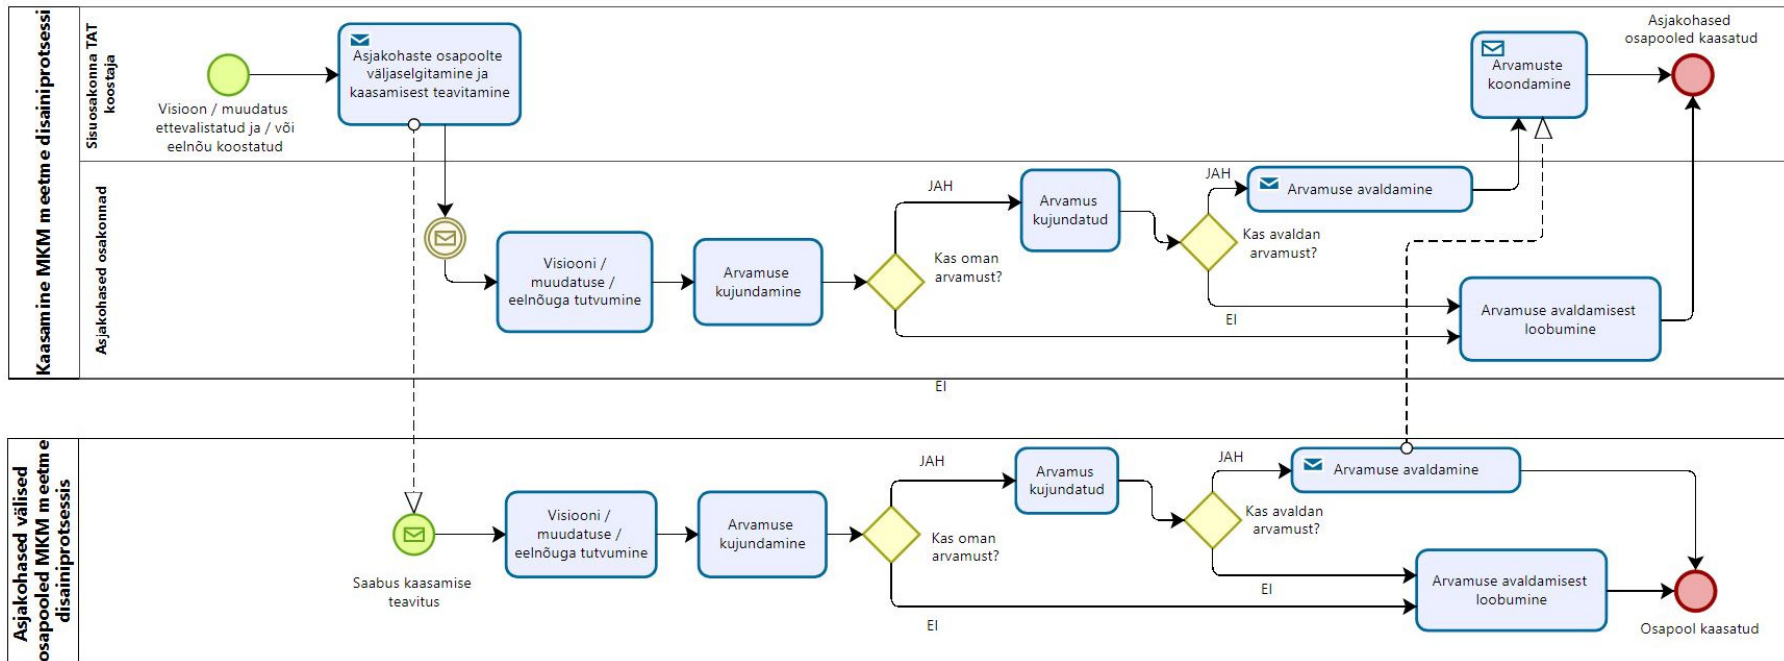 Kaasamine MKM meetme disainiprotsessi
Sisuosakonna TAT
koostaja
Visioon / muudatus
ettevalistatud ja / või
eelnõu koostatud
Asjakohaste osapoolte
väljaselgitamine ja
kaasamisest teavitamine
Arvamuste
koondamine
Asjakohased
osapooled kaasatud
Asjakohased osakonnad
Visiooni /
muudatuse /
eelnõuga tutvumine
Arvamuse
kujundamine
Kas oman
arvamust?
JAH
Arvamus
kujundatud
Kas avaldan
arvamust?
JAH
Arvamuse avaldamine
EI
Arvamuse avaldamisest
loobumine
EI
Asjakohased väised
osapooled MKM meetme
disainiprotsessis
Saabus kaasamise
teavitus
Visiooni /
muudatuse /
eelnõuga tutvumine
Arvamuse
kujundamine
Kas oman
arvamust?
JAH
Arvamus
kujundatud
Kas avaldan
arvamust?
JAH
Arvamuse avaldamine
EI
Arvamuse avaldamisest
loobumine
EI
Osapool kaasatud